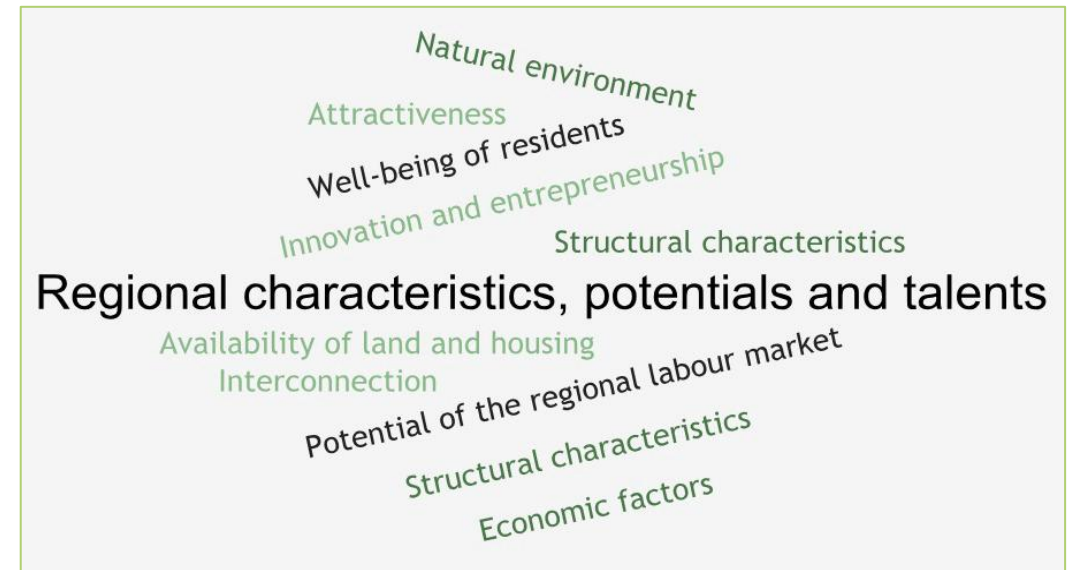 Natural environment
Attractiveness
Well-being of residents
Innovation and entrepreneurship
Structural characteristics
Regional characteristics, potentials and talents
Availability of land and housing
Interconnection
Potential of the regional labour market
Structural characteristics
Economic factors